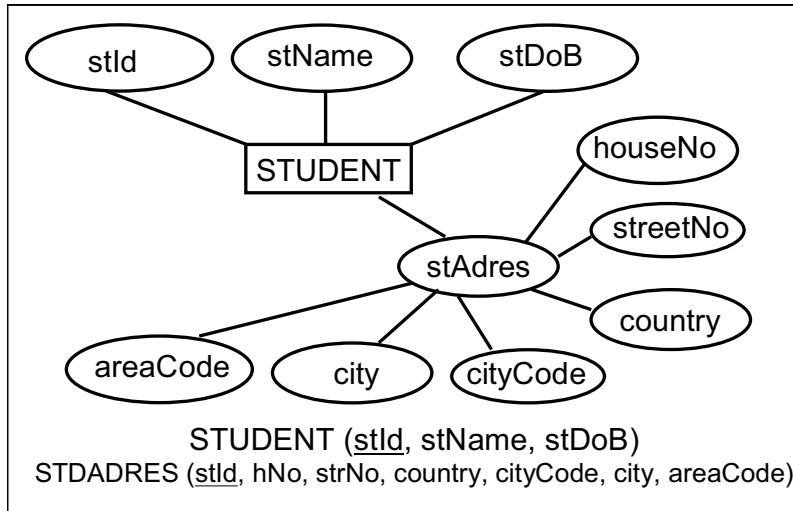 stId stName stDoB
STUDENT
houseNo
streetNo
stAdres
country
areaCode city cityCode
STUDENT (stId, stName, stDoB)
STDADRES (stId, hNo, strNo, country, cityCode, city, areaCode)